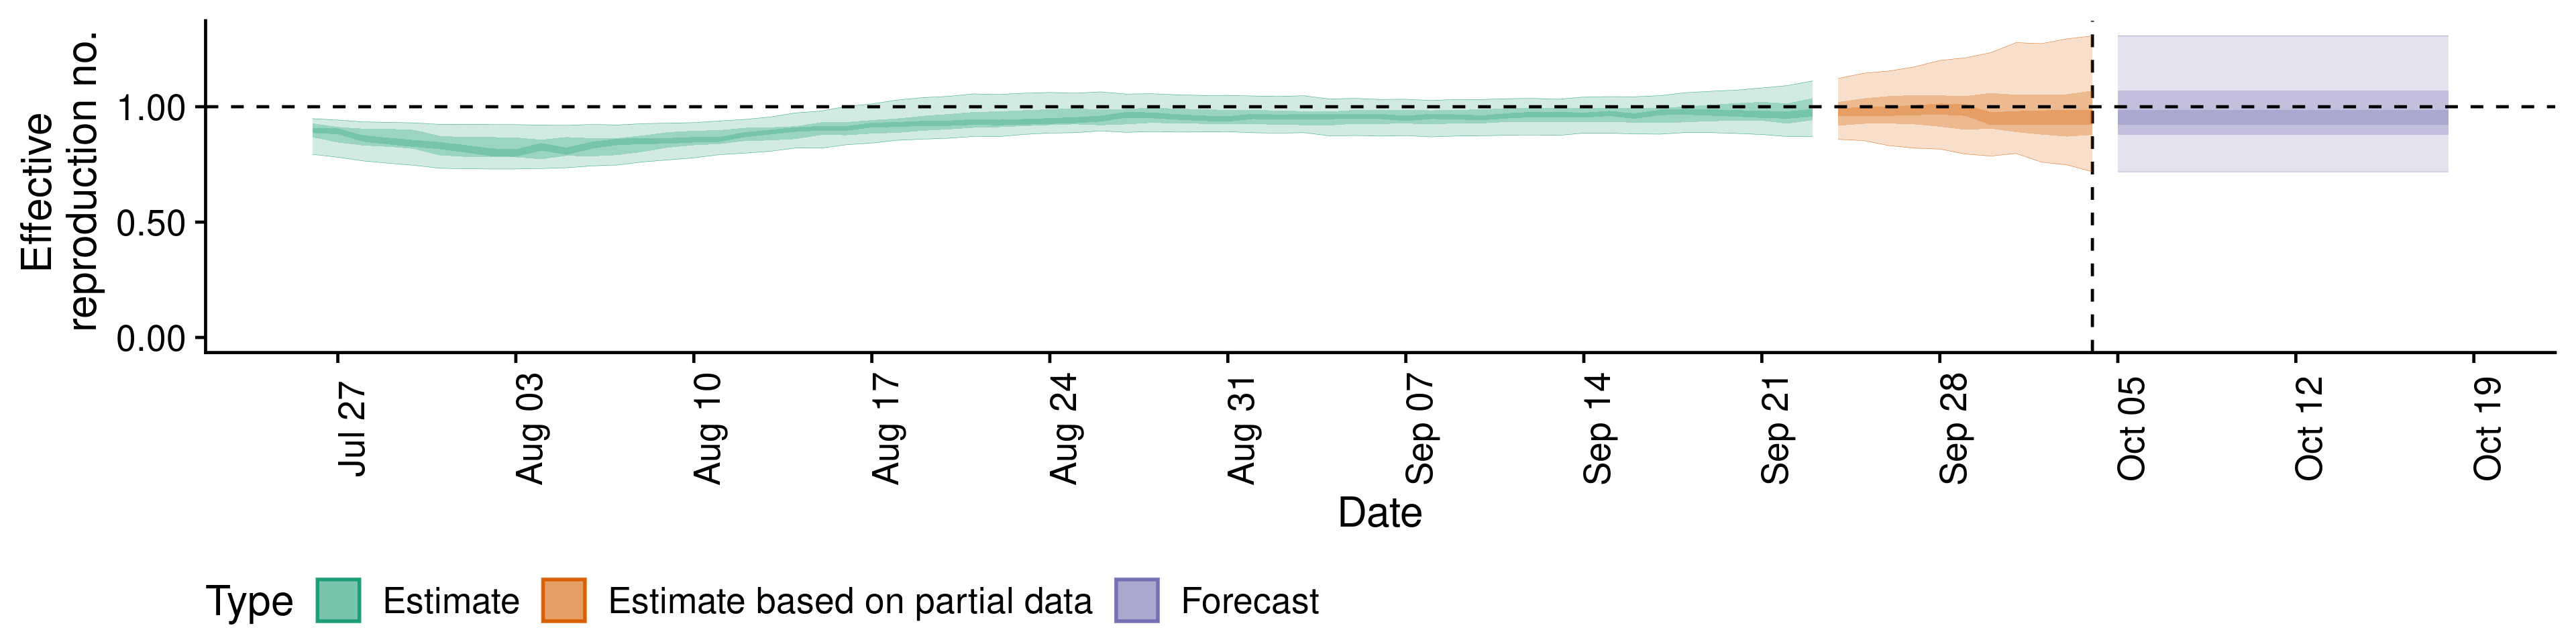 Effective
reproduction no.
1.00
0.50
0.00
Jul 27
Aug 03
Aug 10
Aug 17
Aug 24
Aug 31
Sep 07
Sep 14
Sep 21
Sep 28
Oct 05
Oct 12
Oct 19
Date
Type
Estimate
Estimate based on partial data
Forecast